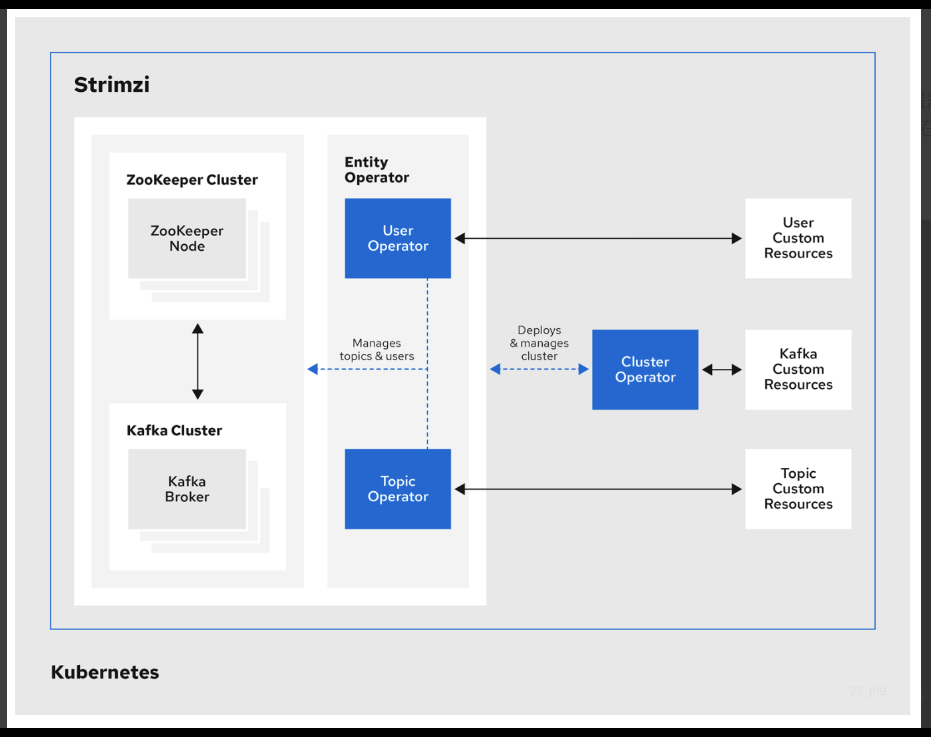 Strimzi
ZooKeeper Cluster
ZooKeeper
Node
Kafka Cluster
Kafka
Broker
Entity
Operator
User
Operator
Manages
topics & users
Topic
Operator
Deploys
& manages
cluster
Cluster
Operator
User
Custom
Resources
Kafka
Custom
Resources
Topic
Custom
Resources
Kubernetes